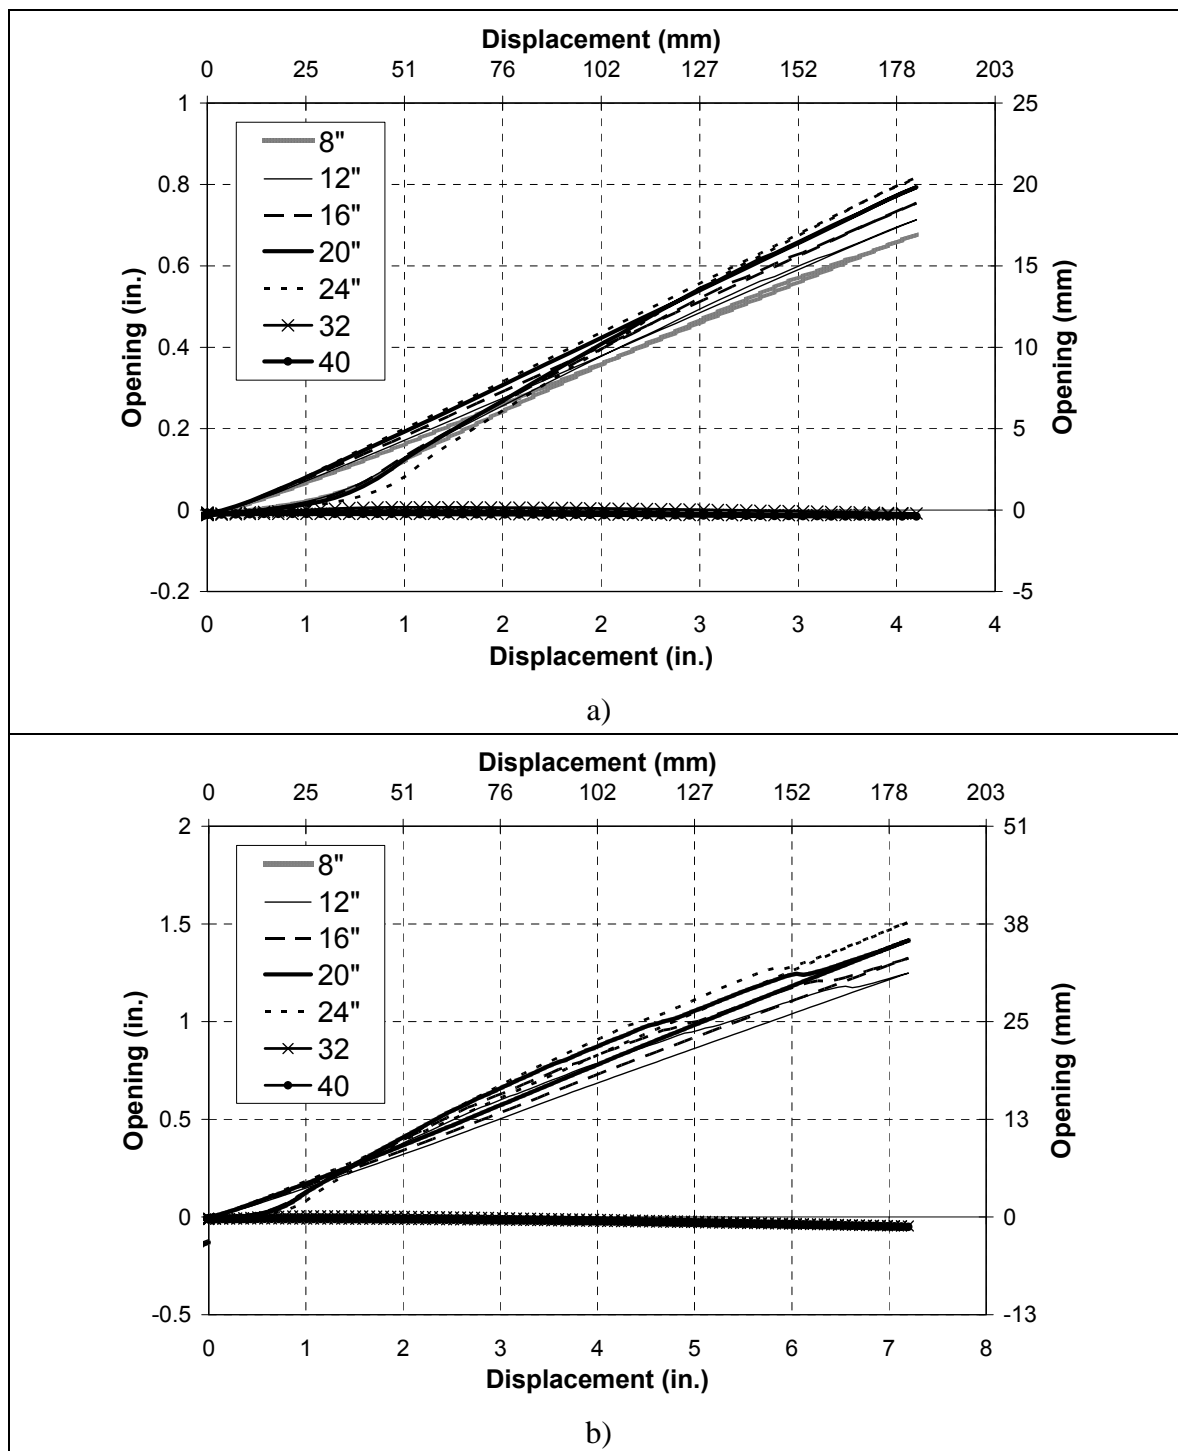 Displacement (mm)
0 25 51 76 102 127 152 178 203
1 25
8"
12"
16"
20"
24"
32
40
0.8 20
0.6 15
0.4 10
0.2 5
0 0
-0.2 -5
Opening (in.)
Opening (mm)
0 1 1 2 2 3 3 4 4
Displacement (in.)
a)
Displacement (mm)
0 25 51 76 102 127 152 178 203
2 51
8"
12"
16"
20"
24"
32
40
1.5 38
1 25
0.5 13
0 0
-0.5 -13
Opening (in.)
Opening (mm)
0 1 2 3 4 5 6 7 8
Displacement (in.)
b)